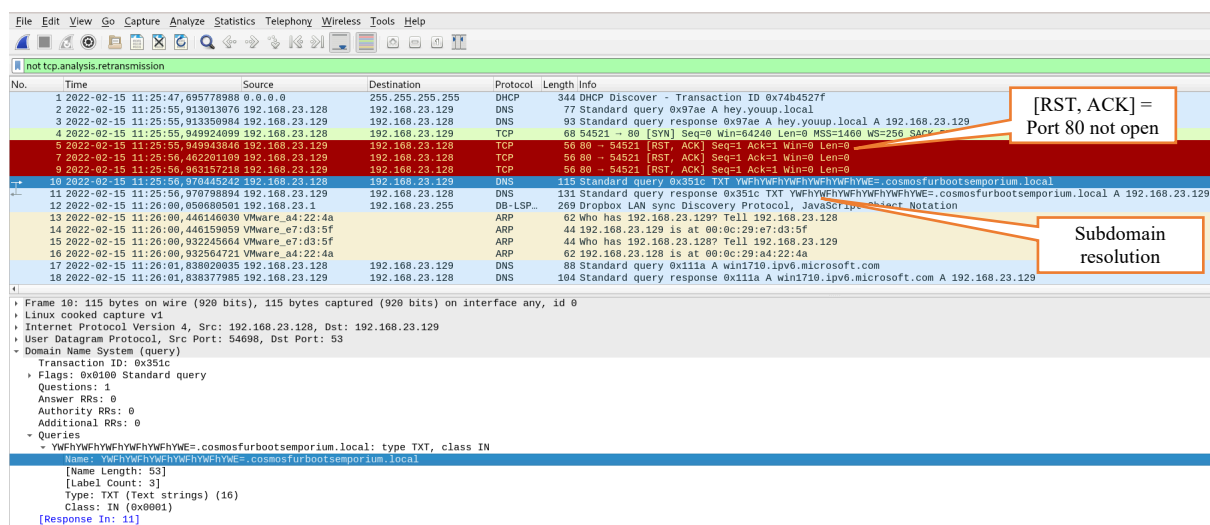 File Edit View Go Capture Analyze Statistics Telephony Wireless Tools Help
not tcp.analysis.retransmission
No. Time Source Destination Protocol Length Info
1 2022-02-15 11:25:47,695778988 0.0.0.0 255.255.255.255 DHCP 344 DHCP Discover - Transaction ID 0x74b4527f
2 2022-02-15 11:25:55,913013076 192.168.23.128 192.168.23.129 DNS 77 Standard query 0x97ae A hey.youup.local
3 2022-02-15 11:25:55,913350984 192.168.23.129 192.168.23.128 DNS 93 Standard query response 0x97ae A hey.youup.local A 192.168.23.129
4 2022-02-15 11:25:55,949924099 192.168.23.128 192.168.23.129 TCP 68 54521 → 80 [SYN] Seq=0 Win=64240 Len=0 MSS=1460 WS=256
5 2022-02-15 11:25:55,949943846 192.168.23.129 192.168.23.128 TCP 56 80 → 54521 [RST, ACK] Seq=1 Ack=1 Win=0 Len=0
7 2022-02-15 11:25:56,462201109 192.168.23.129 192.168.23.128 TCP 56 80 → 54521 [RST, ACK] Seq=1 Ack=1 Win=0 Len=0
9 2022-02-15 11:25:56,963157218 192.168.23.129 192.168.23.128 TCP 56 80 → 54521 [RST, ACK] Seq=1 Ack=1 Win=0 Len=0
10 2022-02-15 11:25:56,970445242 192.168.23.128 192.168.23.129 DNS 115 Standard query 0x351c TXT YWFhYWFhYWFhYWFhYWFhYWE=.cosmosfurbootsemporium.local
11 2022-02-15 11:25:56,970798894 192.168.23.129 192.168.23.128 DNS 131 Standard query response 0x351c TXT YWFhYWFhYWFhYWFhYWFhYWE=.cosmosfurbootsemporium.local A 192.168.23.129
12 2022-02-15 11:26:00,050680501 192.168.23.1 192.168.23.255 DB-LSP… 269 Dropbox LAN sync Discovery Protocol, JavaScript Object Notation
13 2022-02-15 11:26:00,446146030 VMware_a4:22:4a ARP 62 Who has 192.168.23.129? Tell 192.168.23.128
14 2022-02-15 11:26:00,446159059 VMware_e7:d3:5f ARP 44 192.168.23.129 is at 00:0c:29:e7:d3:5f
15 2022-02-15 11:26:00,932245664 VMware_e7:d3:5f ARP 44 Who has 192.168.23.128? Tell 192.168.23.129
16 2022-02-15 11:26:00,932564721 VMware_a4:22:4a ARP 62 192.168.23.128 is at 00:0c:29:a4:22:4a
17 2022-02-15 11:26:01,838020035 192.168.23.128 192.168.23.129 DNS 88 Standard query 0x111a A win1710.ipv6.microsoft.com
18 2022-02-15 11:26:01,838377985 192.168.23.129 192.168.23.128 DNS 104 Standard query response 0x111a A win1710.ipv6.microsoft.com A 192.168.23.129
[RST, ACK] =
Port 80 not open
Subdomain
resolution
Frame 10: 115 bytes on wire (920 bits), 115 bytes captured (920 bits) on interface any, id 0
Linux cooked capture v1
Internet Protocol Version 4, Src: 192.168.23.128, Dst: 192.168.23.129
User Datagram Protocol, Src Port: 54698, Dst Port: 53
Domain Name System (query)
Transaction ID: 0x351c
Flags: 0x0100 Standard query
Questions: 1
Answer RRs: 0
Authority RRs: 0
Additional RRs: 0
Queries
YWFhYWFhYWFhYWFhYWFhYWE=.cosmosfurbootsemporium.local: type TXT, class IN
Name: YWFhYWFhYWFhYWFhYWFhYWE=.cosmosfurbootsemporium.local
[Name Length: 53]
[Label Count: 3]
Type: TXT (Text strings) (16)
Class: IN (0x0001)
[Response In: 11]